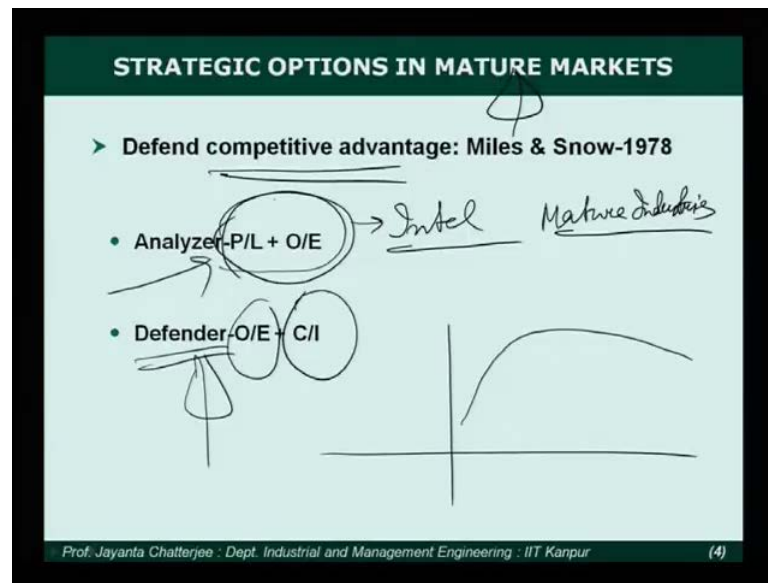 STRATEGIC OPTIONS IN MATURE MARKETS
➤ Defend competitive advantage: Miles & Snow-1978
• Analyzer-P/L + O/E → Intel Mature Industries
• Defender-O/E + C/I
Prof. Jayanta Chatterjee : Dept. Industrial and Management Engineering : IIT Kanpur (4)